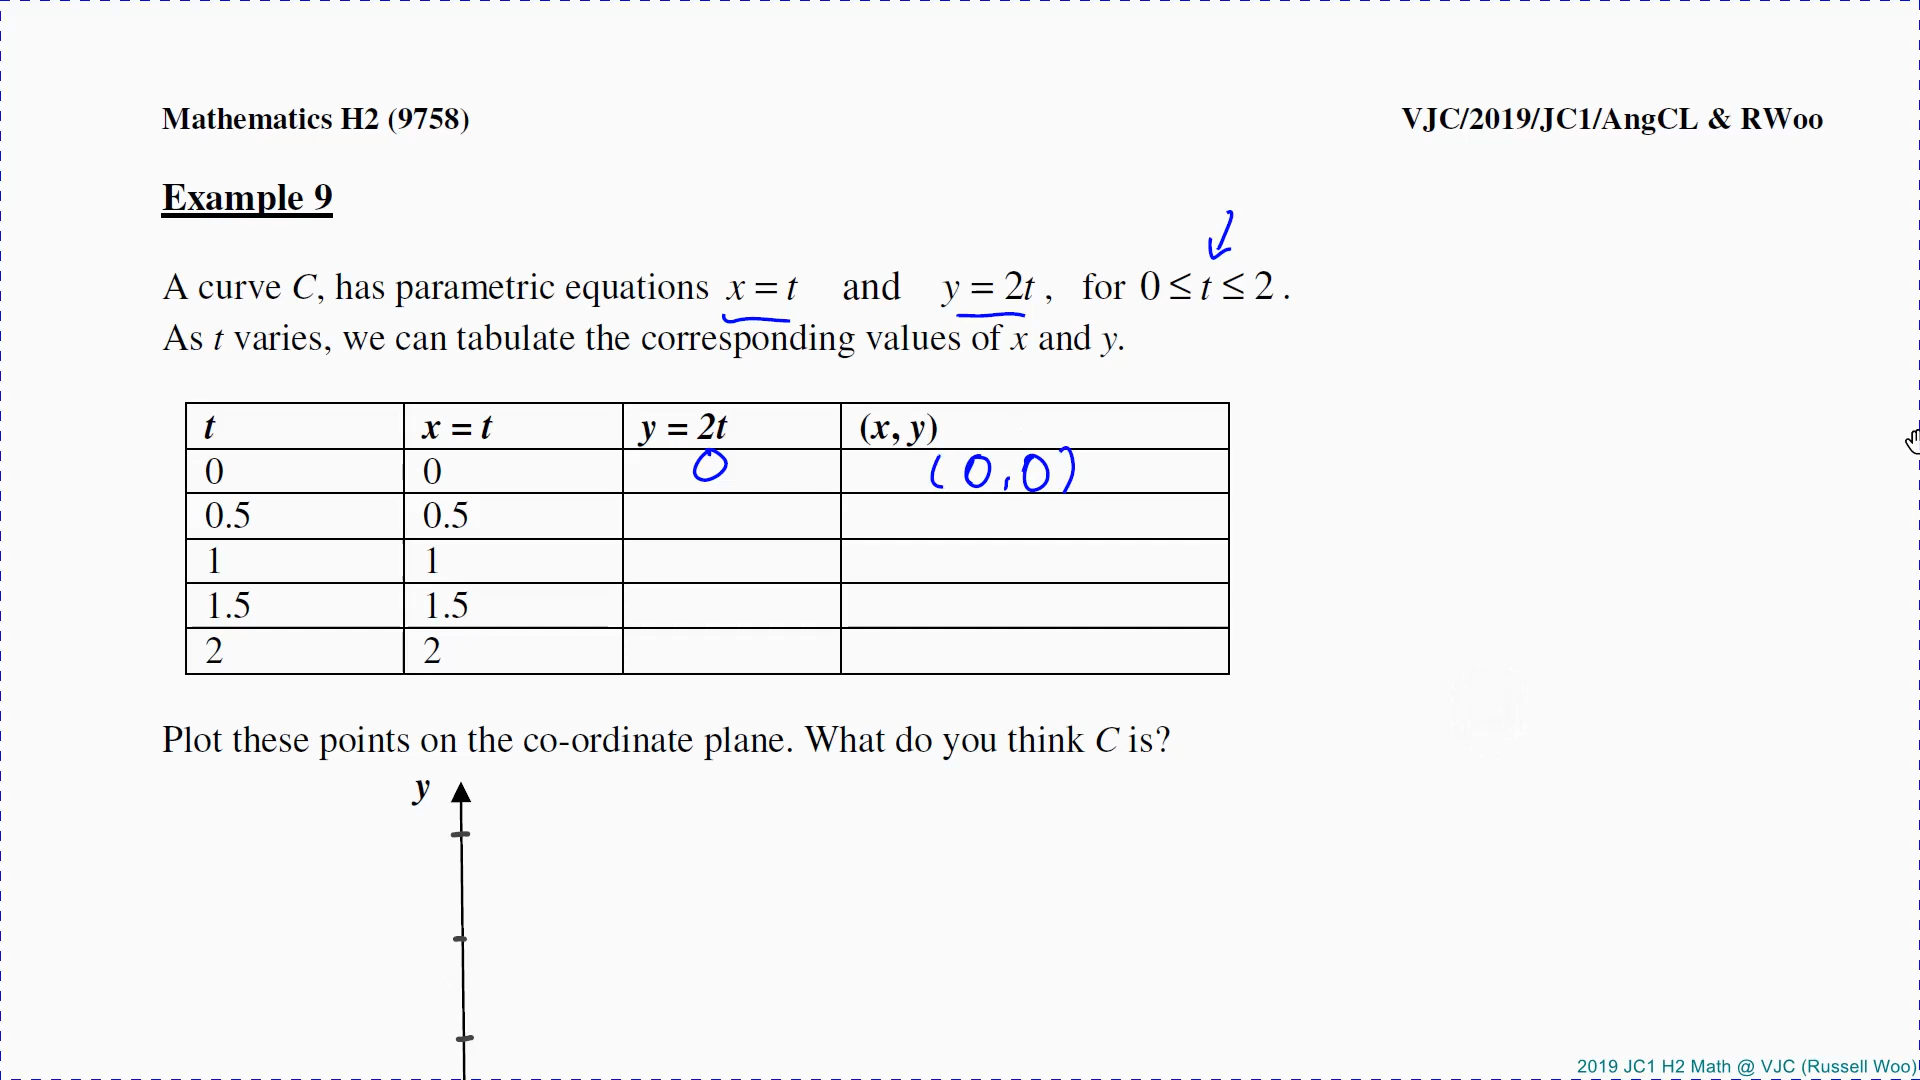 Mathematics H2 (9758) VJC/2019/JC1/AngCL & RWoo
Example 9
A curve C, has parametric equations x = t and y = 2t , for 0 ≤ t ≤ 2 .
As t varies, we can tabulate the corresponding values of x and y.
t x = t y = 2t (x, y)
0 0 0 (0,0)
0.5 0.5
1 1
1.5 1.5
2 2
Plot these points on the co-ordinate plane. What do you think C is?
y
2019 JC1 H2 Math @ VJC (Russell Woo)